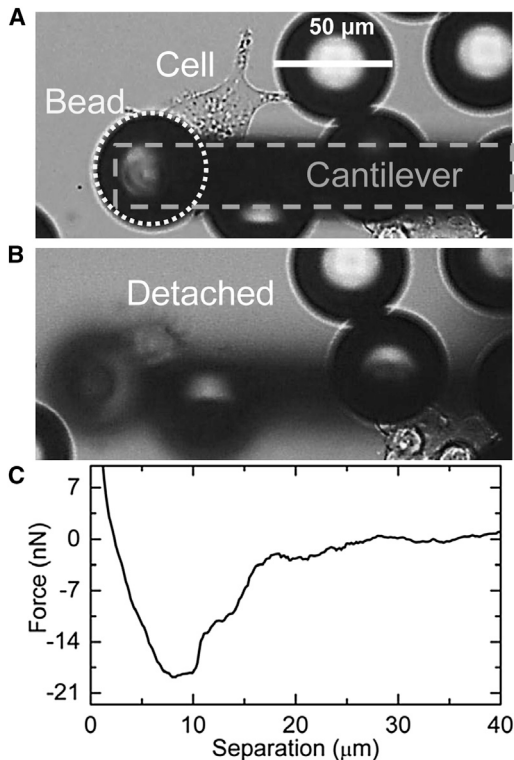 A
50 µm
Cell
Bead
Cantilever
B
Detached
C
7
0
-7
-14
-21
Force (nN)
0 10 20 30 40
Separation (µm)